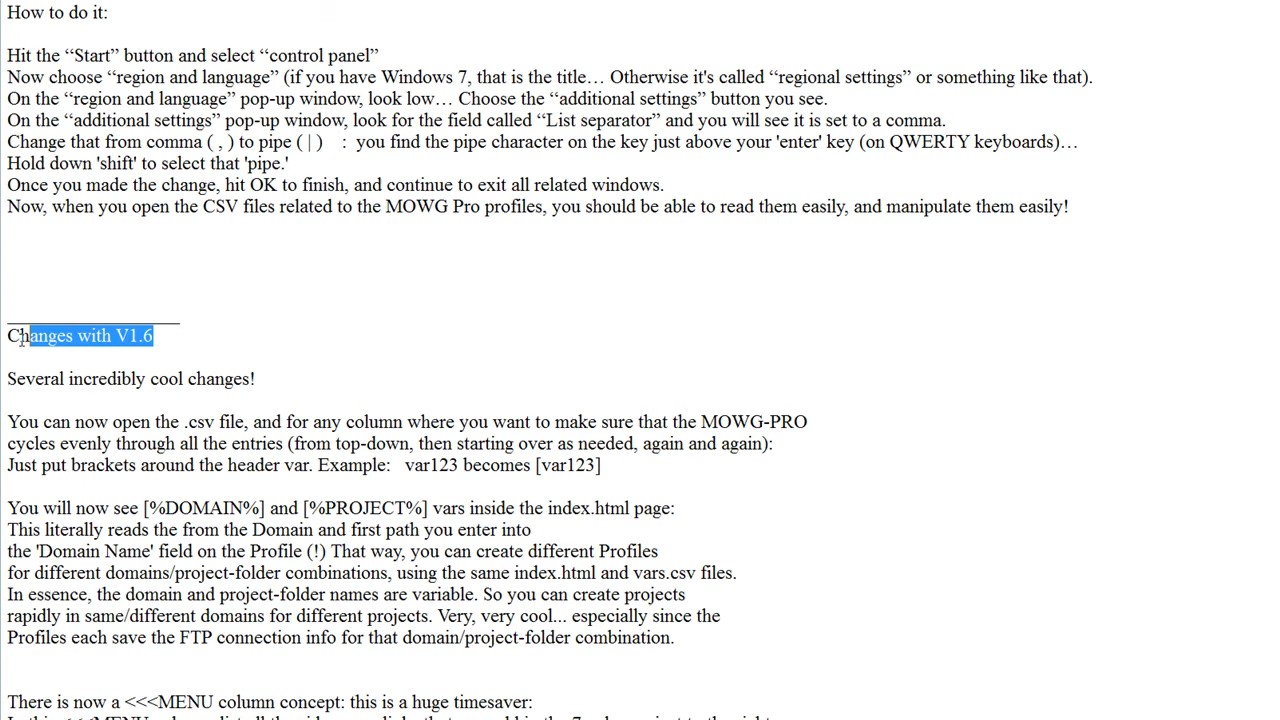 How to do it:
Hit the “Start” button and select “control panel”
Now choose “region and language” (if you have Windows 7, that is the title… Otherwise it's called “regional settings” or something like that).
On the “region and language” pop-up window, look low… Choose the “additional settings” button you see.
On the “additional settings” pop-up window, look for the field called “List separator” and you will see it is set to a comma.
Change that from comma ( , ) to pipe ( | ) : you find the pipe character on the key just above your 'enter' key (on QWERTY keyboards)…
Hold down 'shift' to select that 'pipe.'
Once you made the change, hit OK to finish, and continue to exit all related windows.
Now, when you open the CSV files related to the MOWG Pro profiles, you should be able to read them easily, and manipulate them easily!
Changes with V1.6
Several incredibly cool changes!
You can now open the .csv file, and for any column where you want to make sure that the MOWG-PRO
cycles evenly through all the entries (from top-down, then starting over as needed, again and again):
Just put brackets around the header var. Example: var123 becomes [var123]
You will now see [%DOMAIN%] and [%PROJECT%] vars inside the index.html page:
This literally reads the from the Domain and first path you enter into
the 'Domain Name' field on the Profile (!) That way, you can create different Profiles
for different domains/project-folder combinations, using the same index.html and vars.csv files.
In essence, the domain and project-folder names are variable. So you can create projects
rapidly in same/different domains for different projects. Very, very cool... especially since the
Profiles each save the FTP connection info for that domain/project-folder combination.
There is now a <<<MENU column concept: this is a huge timesaver: